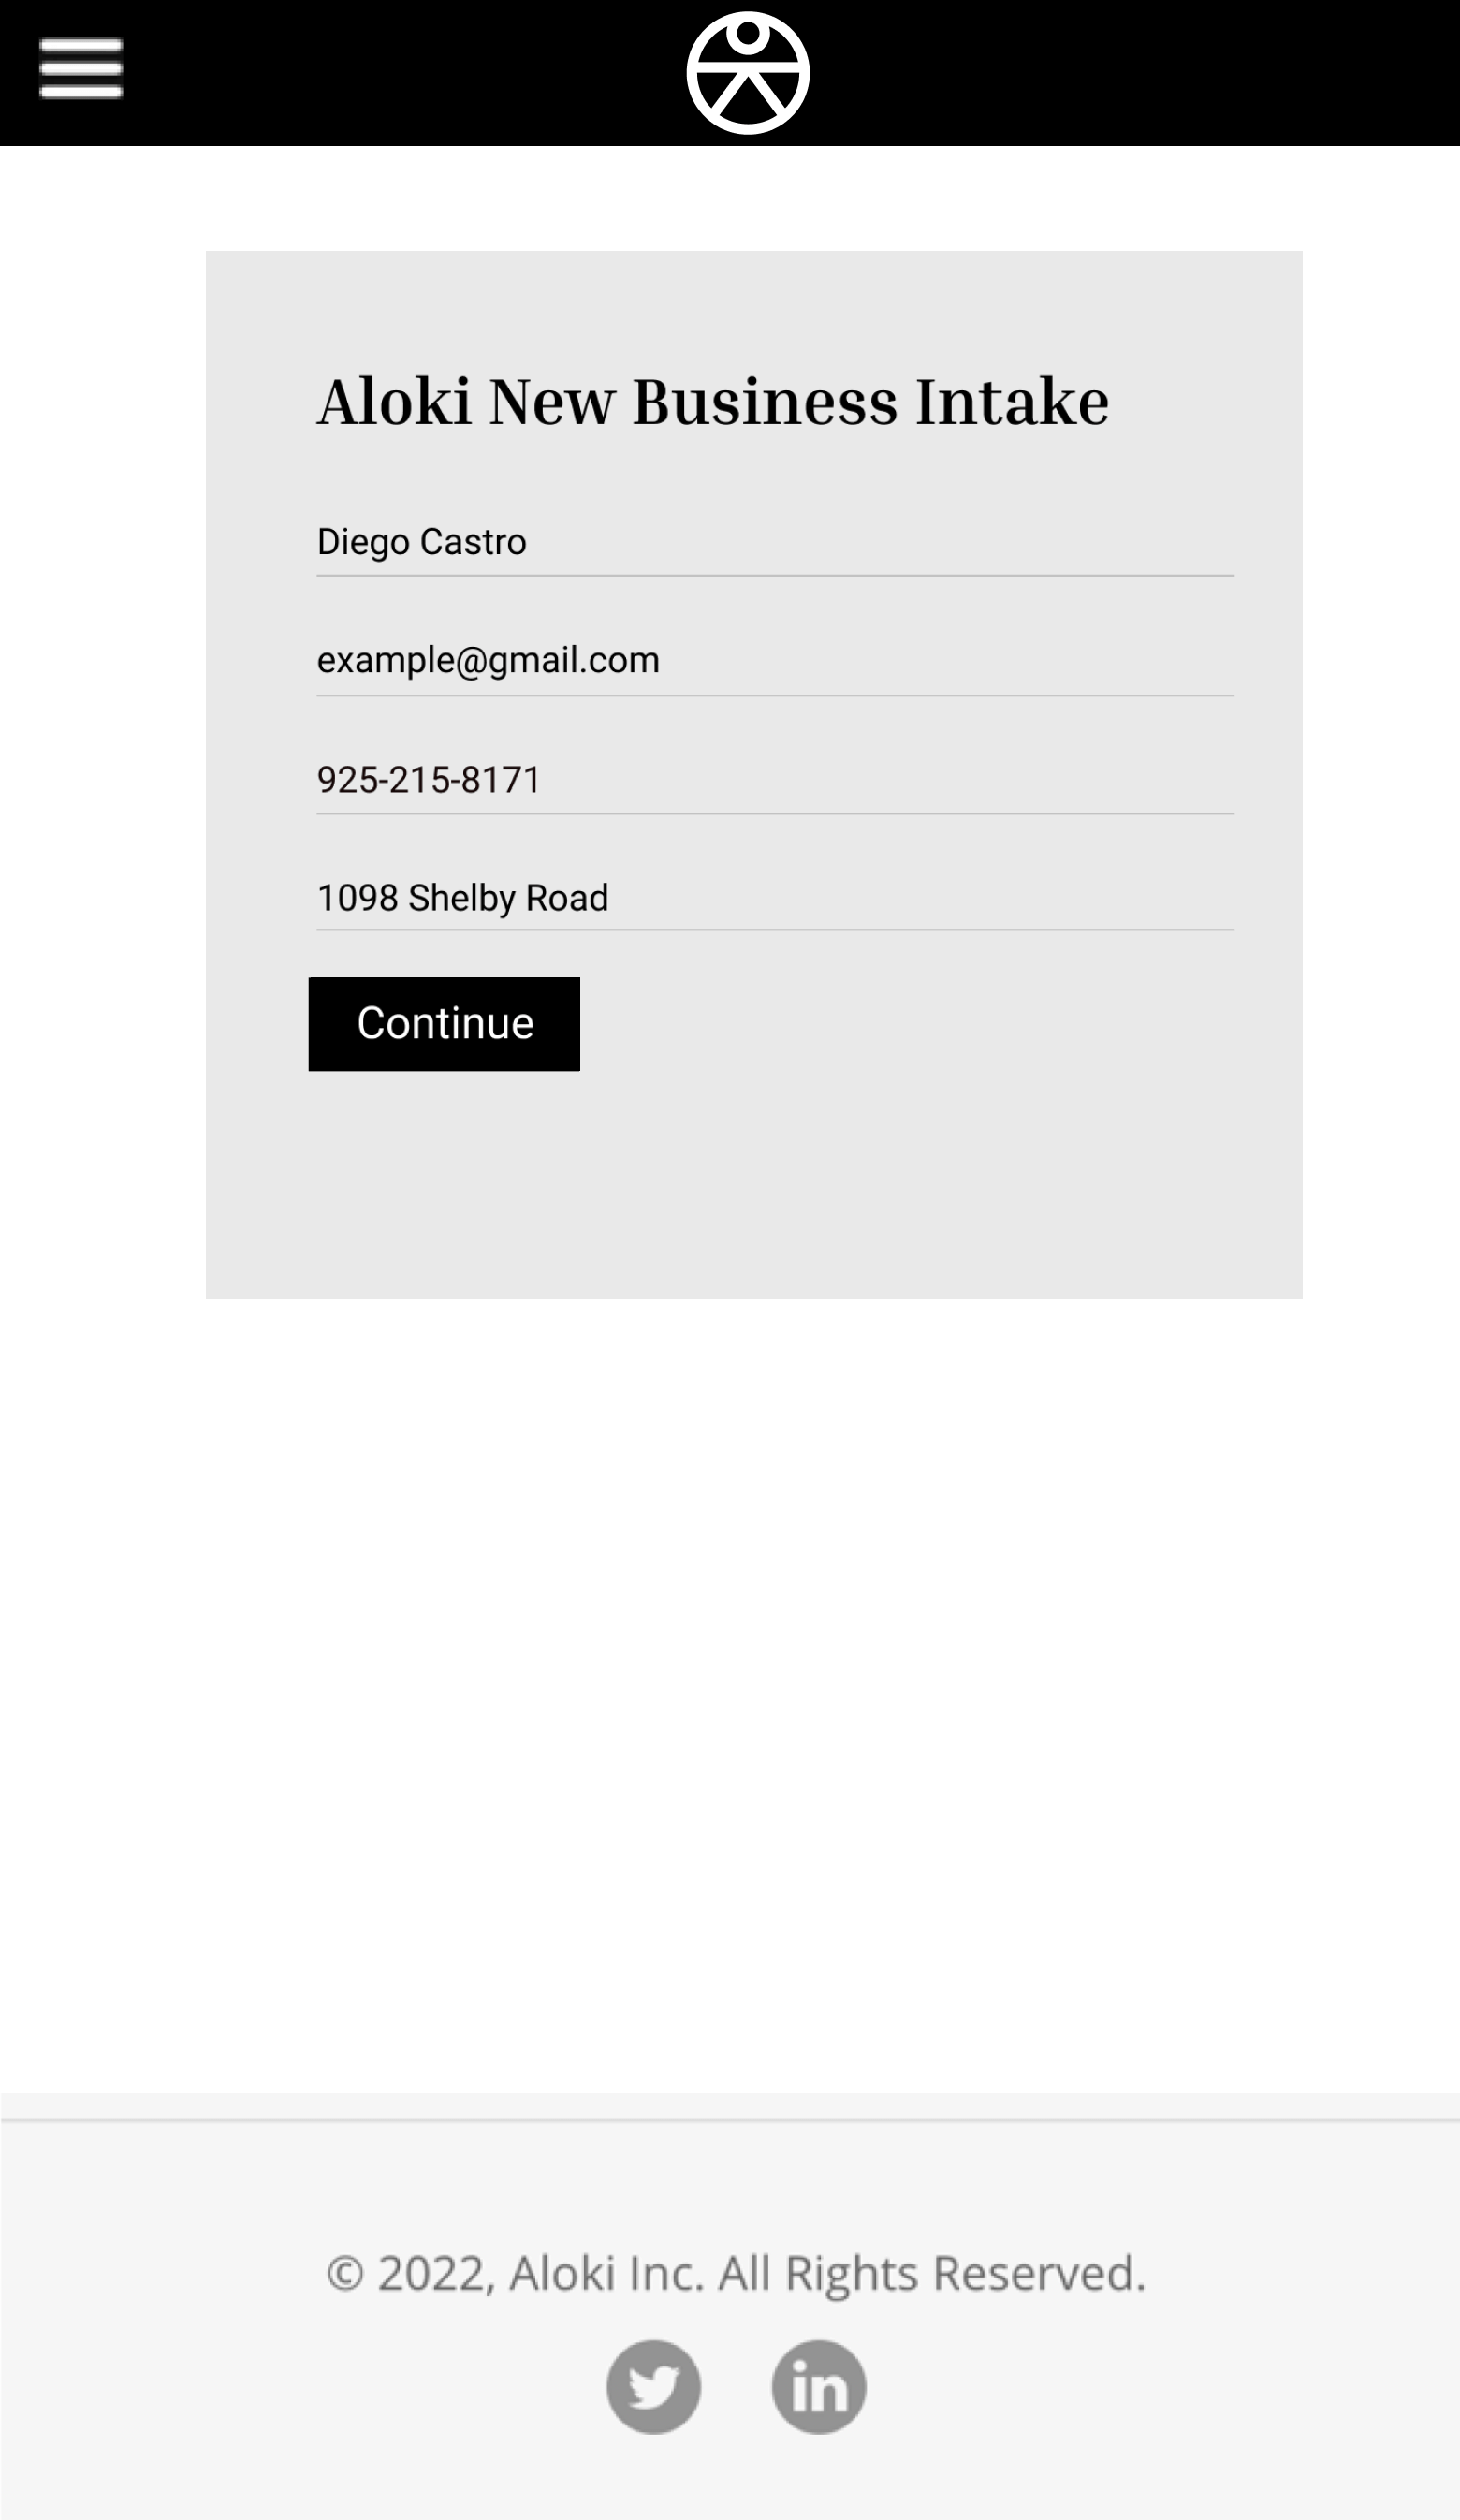 Aloki New Business Intake
Diego Castro
example@gmail.com
925-215-8171
1098 Shelby Road
Continue
© 2022, Aloki Inc. All Rights Reserved.
in